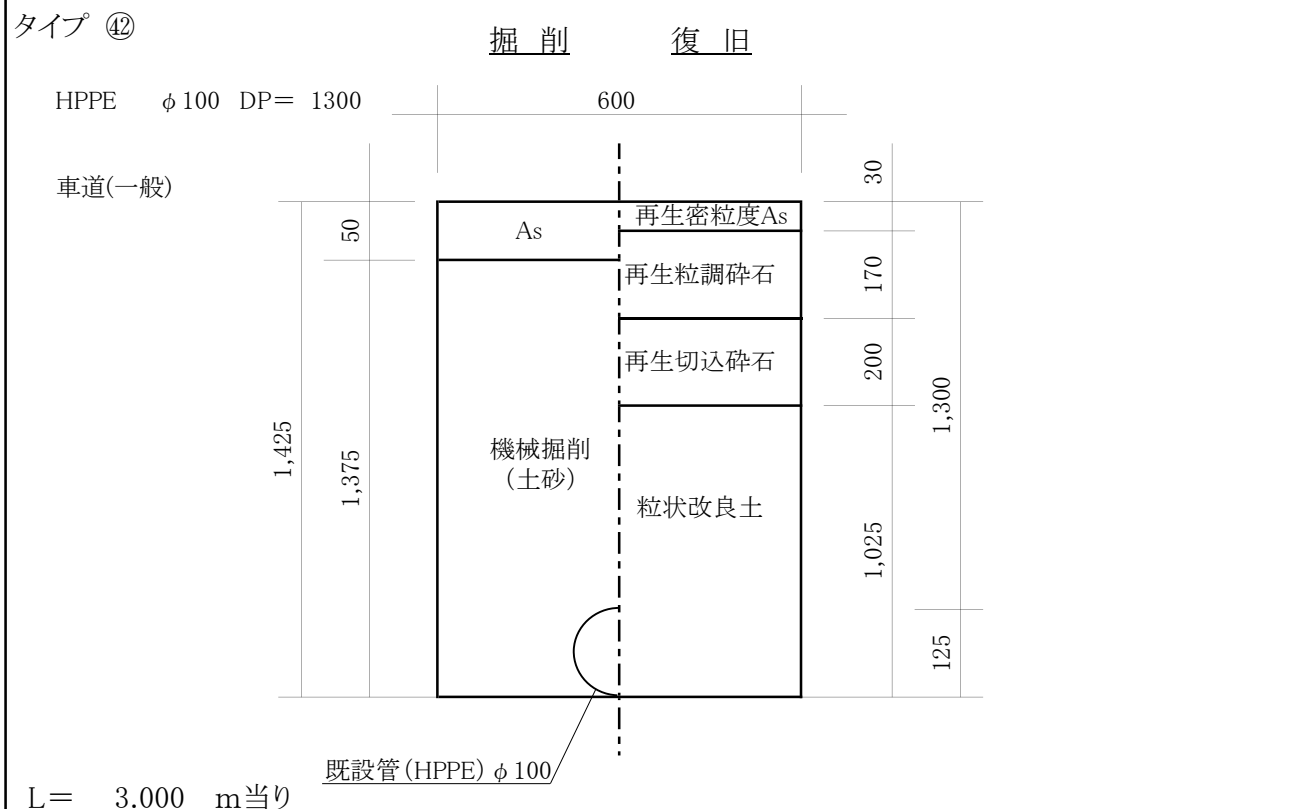 タイプ ㊷
掘 削 復 旧
HPPE φ100 DP= 1300
600
車道(一般)
30
50
As
再生密粒度As
再生粒調砕石
170
再生切込砕石
200
1,300
1,425
1,375
機械掘削
(土砂)
粒状改良土
1,025
125
既設管(HPPE)φ100
L= 3.000 m当り